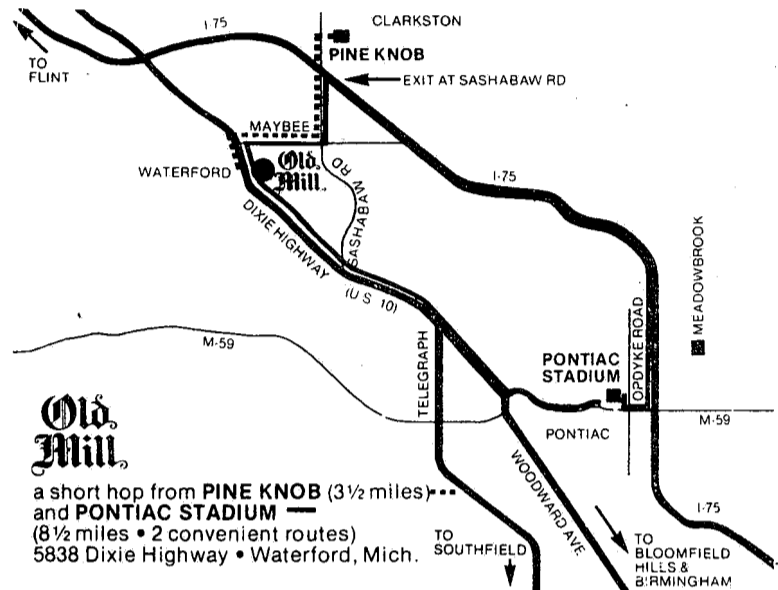 I-75
CLARKSTON
TO
FLINT
PINE KNOB
EXIT AT SASHABAW RD
MAYBEE
WATERFORD
Old
Mill
SASHABAW RD
I-75
DIXIE HIGHWAY
(US 10)
MEADOWBROOK
M-59
TELEGRAPH
OPDYKE ROAD
PONTIAC
STADIUM
M-59
PONTIAC
WOODWARD AVE
Old
Mill
a short hop from PINE KNOB (3½ miles)
and PONTIAC STADIUM
(8½ miles • 2 convenient routes)
5838 Dixie Highway • Waterford, Mich.
TO
SOUTHFIELD
I-75
TO
BLOOMFIELD
HILLS &
BIRMINGHAM